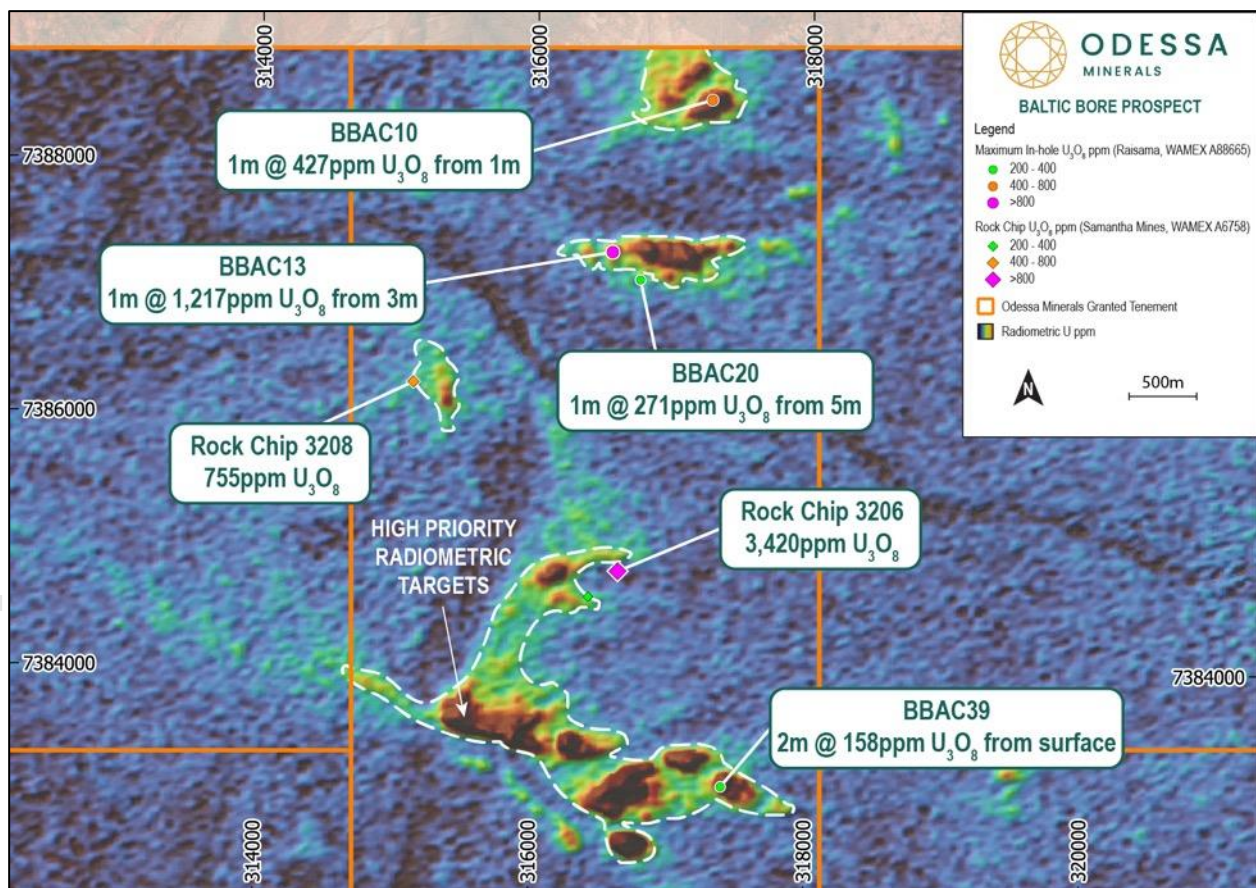 314000
316000
318000
ODESSA
MINERALS
BALTIC BORE PROSPECT
Legend
Maximum In-hole U₃O₈ ppm (Raisama, WAMEX A88665)
200 - 400
400 - 800
>800
Rock Chip U₃O₈ ppm (Samantha Mines, WAMEX A6758)
200 - 400
400 - 800
>800
Odessa Minerals Granted Tenement
Radiometric U ppm
N
500m
BBAC10
1m @ 427ppm U₃O₈ from 1m
7388000
BBAC13
1m @ 1,217ppm U₃O₈ from 3m
BBAC20
1m @ 271ppm U₃O₈ from 5m
7386000
Rock Chip 3208
755ppm U₃O₈
Rock Chip 3206
3,420ppm U₃O₈
HIGH PRIORITY
RADIOMETRIC
TARGETS
7384000
7384000
BBAC39
2m @ 158ppm U₃O₈ from surface
314000
316000
318000
320000